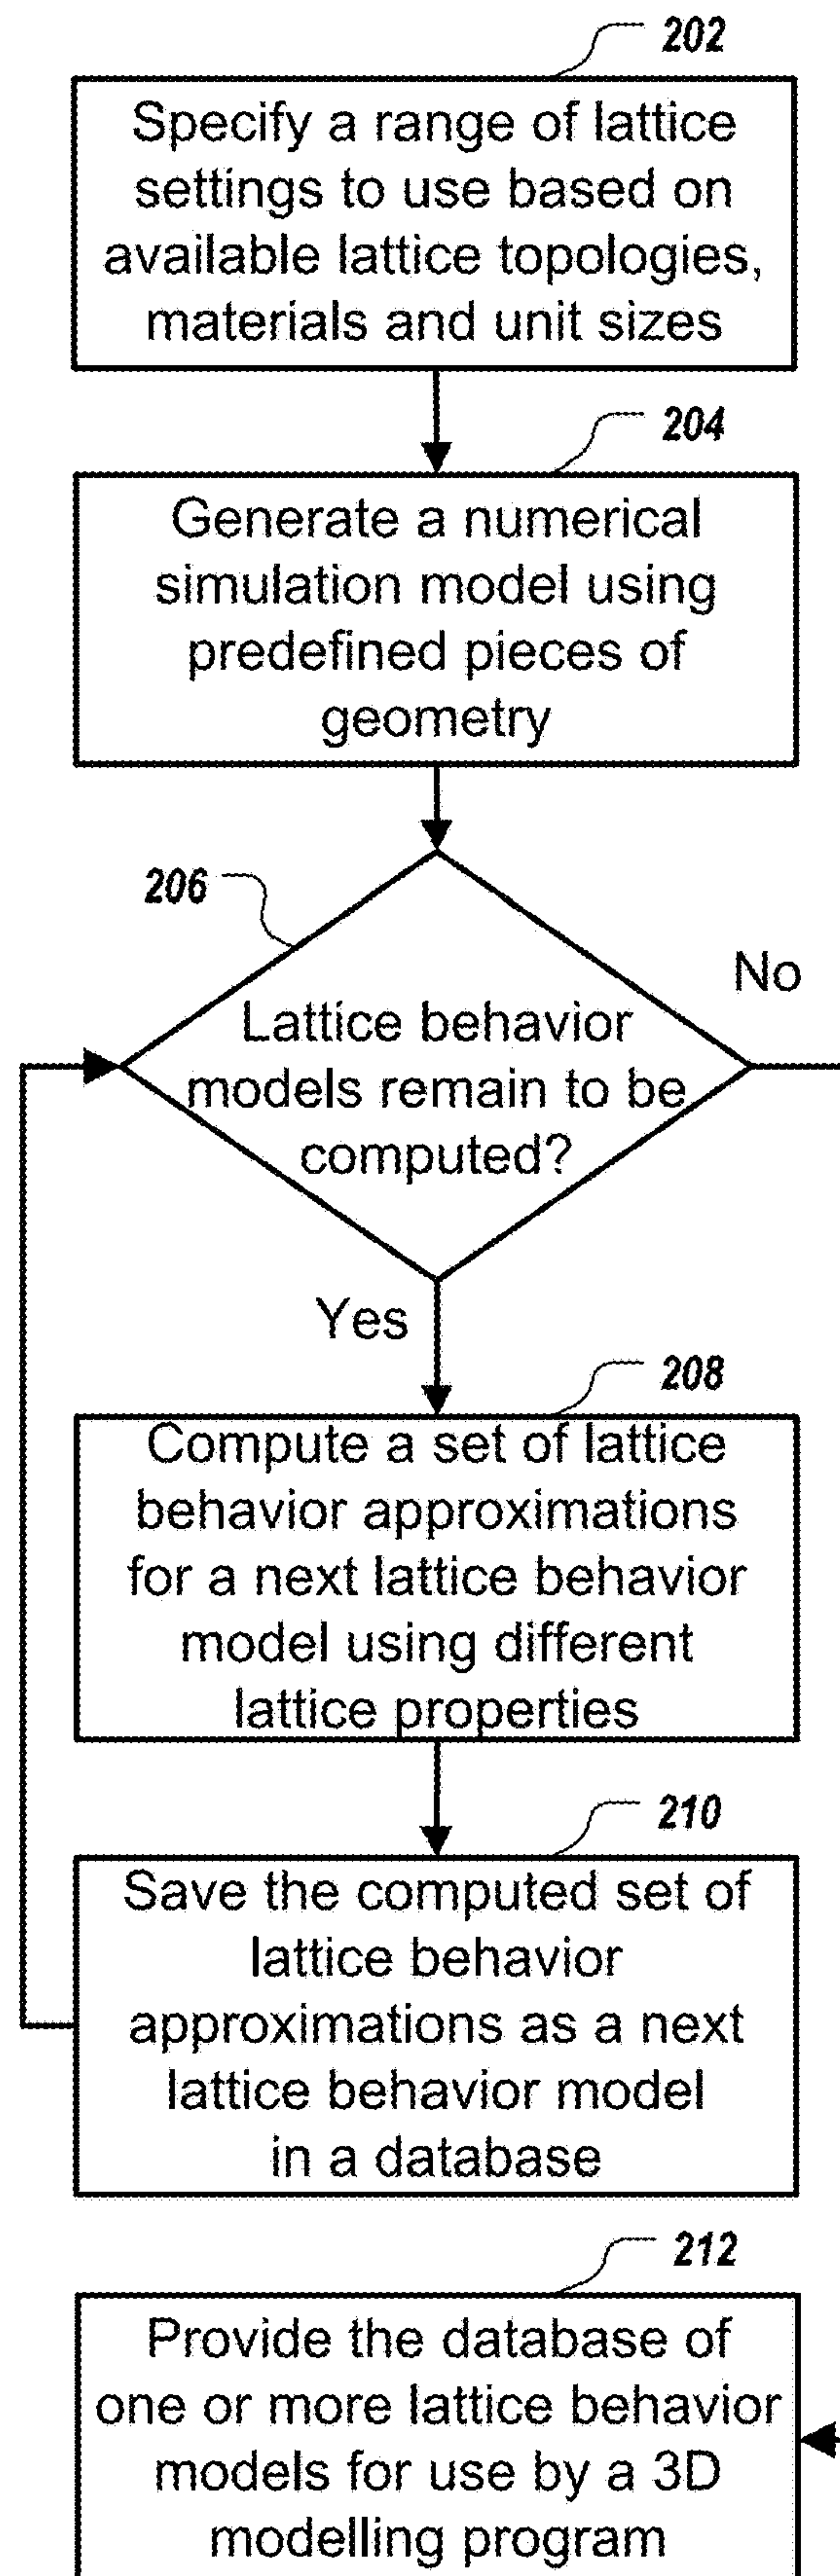 202
Specify a range of lattice
settings to use based on
available lattice topologies,
materials and unit sizes
204
Generate a numerical
simulation model using
predefined pieces of
geometry
206
No
Lattice behavior
models remain to be
computed?
Yes
208
Compute a set of lattice
behavior approximations
for a next lattice behavior
model using different
lattice properties
210
Save the computed set of
lattice behavior
approximations as a next
lattice behavior model
in a database
212
Provide the database of
one or more lattice behavior
models for use by a 3D
modelling program